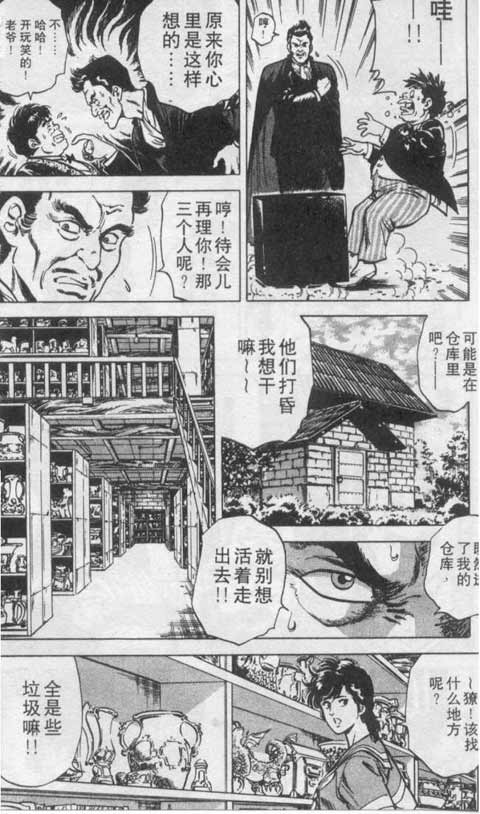 哇
——
!!
哼!
原来你心
里是这样
想的……
不……
哈哈!
开玩笑的!
老爷!
哼!待会儿
再理你!那
三个人呢?
可能是在
仓库里
吧?——
他们打昏
我想干
嘛~~
了我的
仓库,
就别想
活着走
出去!!
~獠!该找
什么地方
呢?
全是些
垃圾嘛!!